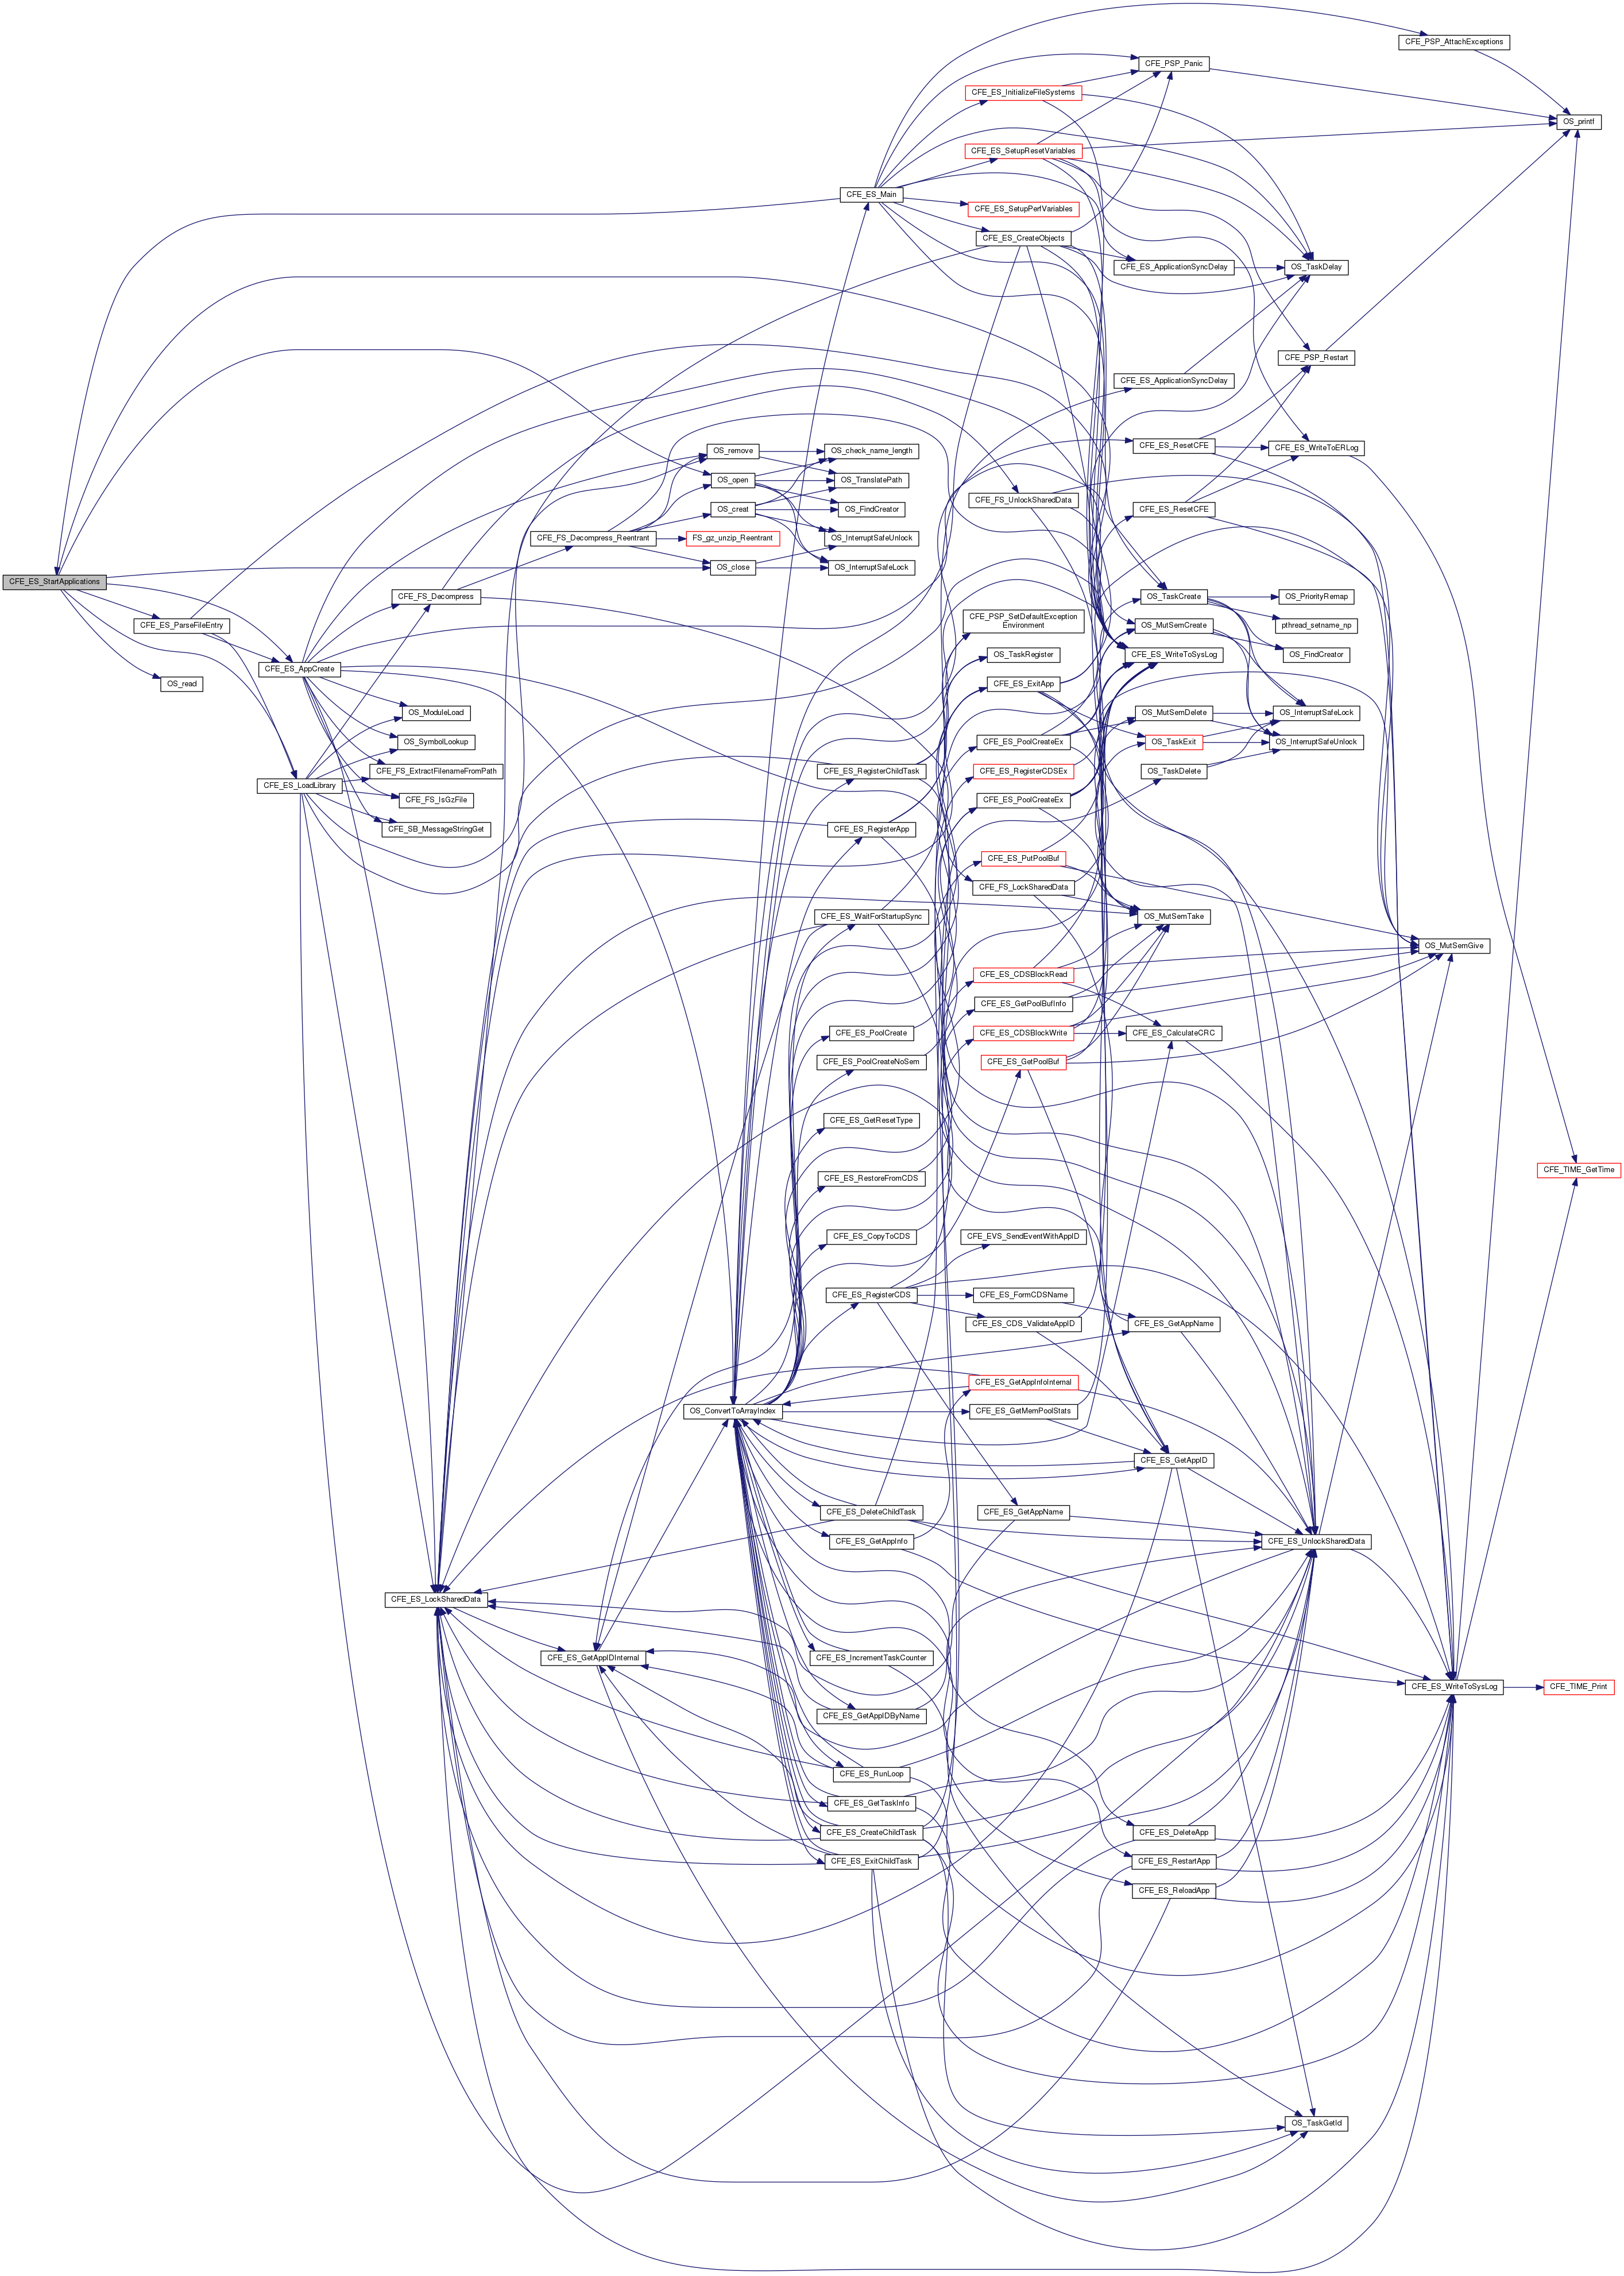 CFE_PSP_AttachExceptions
CFE_PSP_Panic
CFE_ES_InitializeFileSystems
OS_printf
CFE_ES_SetupResetVariables
CFE_ES_Main
CFE_ES_SetupPerfVariables
CFE_ES_CreateObjects
CFE_ES_ApplicationSyncDelay
OS_TaskDelay
CFE_PSP_Restart
CFE_ES_ApplicationSyncDelay
CFE_ES_ResetCFE
CFE_ES_WriteToERLog
OS_remove
OS_check_name_length
OS_open
OS_TranslatePath
CFE_FS_UnlockSharedData
OS_creat
OS_FindCreator
CFE_ES_ResetCFE
CFE_FS_Decompress_Reentrant
FS_gz_unzip_Reentrant
OS_InterruptSafeUnlock
OS_close
OS_InterruptSafeLock
CFE_ES_StartApplications
CFE_FS_Decompress
OS_TaskCreate
OS_PriorityRemap
CFE_ES_ParseFileEntry
CFE_PSP_SetDefaultException
Environment
OS_MutSemCreate
pthread_setname_np
CFE_ES_AppCreate
OS_TaskRegister
CFE_ES_WriteToSysLog
OS_FindCreator
OS_read
CFE_ES_ExitApp
OS_ModuleLoad
OS_MutSemDelete
OS_InterruptSafeLock
OS_SymbolLookup
CFE_ES_PoolCreateEx
OS_TaskExit
OS_InterruptSafeUnlock
CFE_FS_ExtractFilenameFromPath
CFE_ES_RegisterChildTask
CFE_ES_RegisterCDSEx
OS_TaskDelete
CFE_ES_LoadLibrary
CFE_FS_IsGzFile
CFE_ES_PoolCreateEx
CFE_SB_MessageStringGet
CFE_ES_RegisterApp
CFE_ES_PutPoolBuf
CFE_FS_LockSharedData
CFE_ES_WaitForStartupSync
OS_MutSemTake
OS_MutSemGive
CFE_ES_CDSBlockRead
CFE_ES_GetPoolBufInfo
CFE_ES_PoolCreate
CFE_ES_CDSBlockWrite
CFE_ES_CalculateCRC
CFE_ES_PoolCreateNoSem
CFE_ES_GetPoolBuf
CFE_ES_GetResetType
CFE_TIME_GetTime
CFE_ES_RestoreFromCDS
CFE_ES_CopyToCDS
CFE_EVS_SendEventWithAppID
CFE_ES_RegisterCDS
CFE_ES_FormCDSName
CFE_ES_CDS_ValidateAppID
CFE_ES_GetAppName
CFE_ES_GetAppInfoInternal
OS_ConvertToArrayIndex
CFE_ES_GetMemPoolStats
CFE_ES_GetAppID
CFE_ES_DeleteChildTask
CFE_ES_GetAppName
CFE_ES_GetAppInfo
CFE_ES_UnlockSharedData
CFE_ES_LockSharedData
CFE_ES_GetAppIDInternal
CFE_ES_IncrementTaskCounter
CFE_ES_WriteToSysLog
CFE_TIME_Print
CFE_ES_GetAppIDByName
CFE_ES_RunLoop
CFE_ES_GetTaskInfo
CFE_ES_CreateChildTask
CFE_ES_DeleteApp
CFE_ES_ExitChildTask
CFE_ES_RestartApp
CFE_ES_ReloadApp
OS_TaskGetId